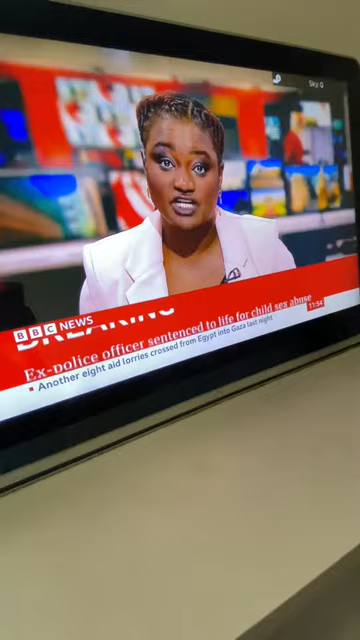 Sky Q
BBC NEWS
BREAKING
Ex-police officer sentenced to life for child sex abuse
11:54
Another eight aid lorries crossed from Egypt into Gaza last night